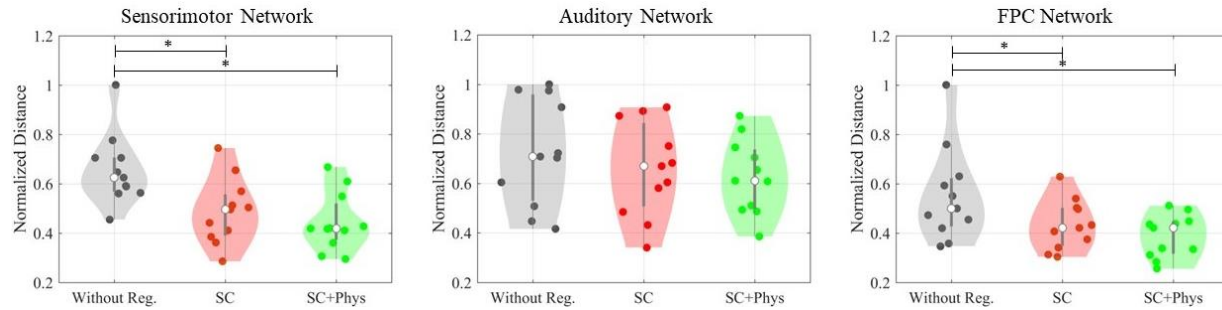 Sensorimotor Network
Normalized Distance
1.2
1
0.8
0.6
0.4
0.2
*
*
Without Reg. SC SC+Phys
Auditory Network
Normalized Distance
1.2
1
0.8
0.6
0.4
0.2
Without Reg. SC SC+Phys
FPC Network
Normalized Distance
1.2
1
0.8
0.6
0.4
0.2
*
*
Without Reg. SC SC+Phys